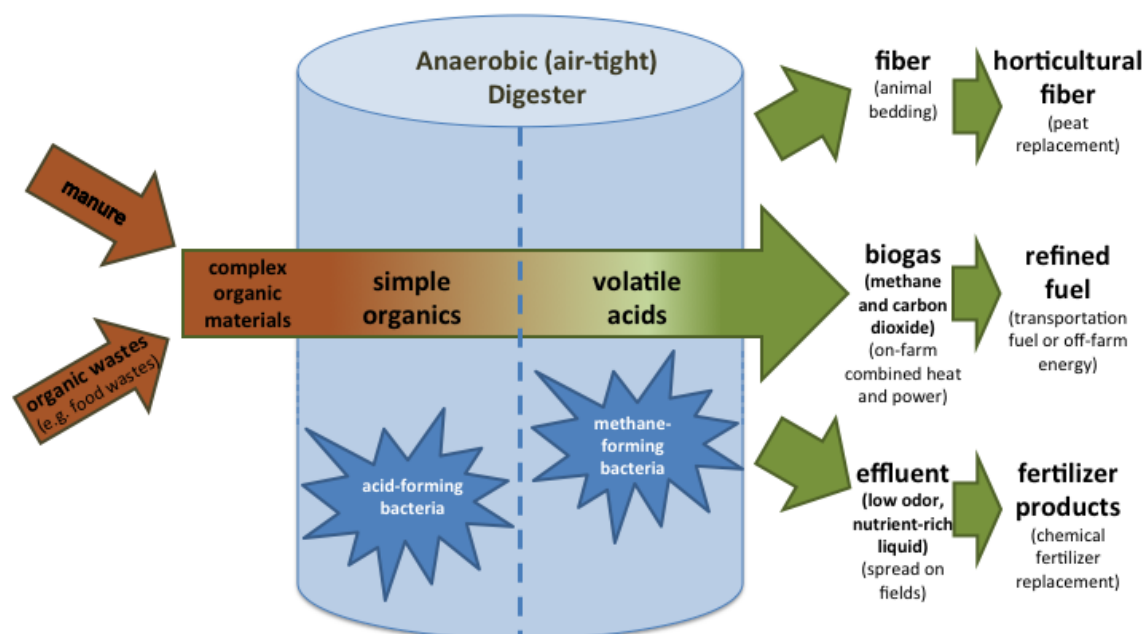 Anaerobic (air-tight)
Digester
manure
organic wastes
(e.g. food wastes)
complex
organic
materials
simple
organics
volatile
acids
acid-forming
bacteria
methane-
forming
bacteria
fiber
(animal
bedding)
horticultural
fiber
(peat
replacement)
biogas
(methane
and carbon
dioxide)
(on-farm
combined heat
and power)
refined
fuel
(transportation
fuel or off-farm
energy)
effluent
(low odor,
nutrient-rich
liquid)
(spread on
fields)
fertilizer
products
(chemical
fertilizer
replacement)